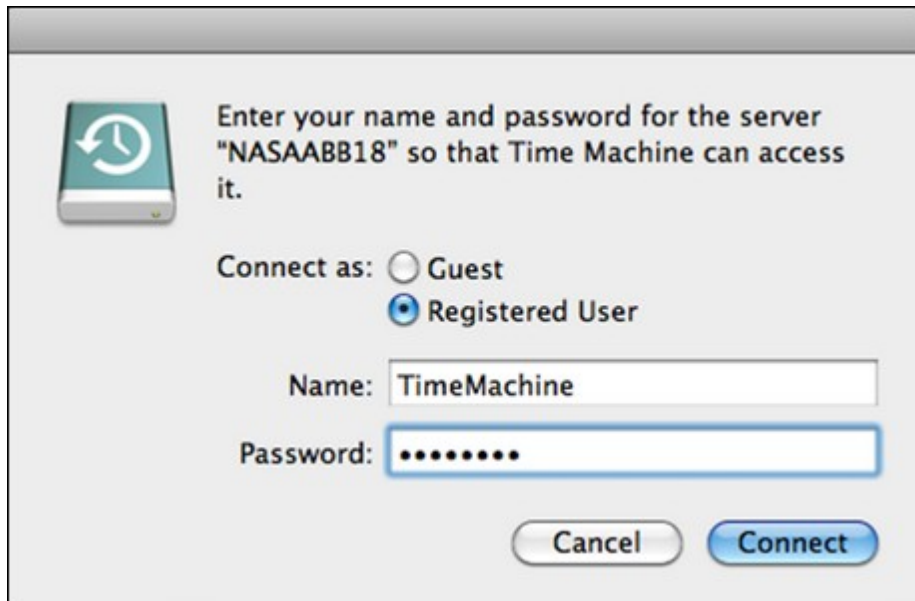 Enter your name and password for the server
“NASAABB18” so that Time Machine can access
it.
Connect as: Guest
Registered User
Name: TimeMachine
Password: ••••••••
Cancel Connect